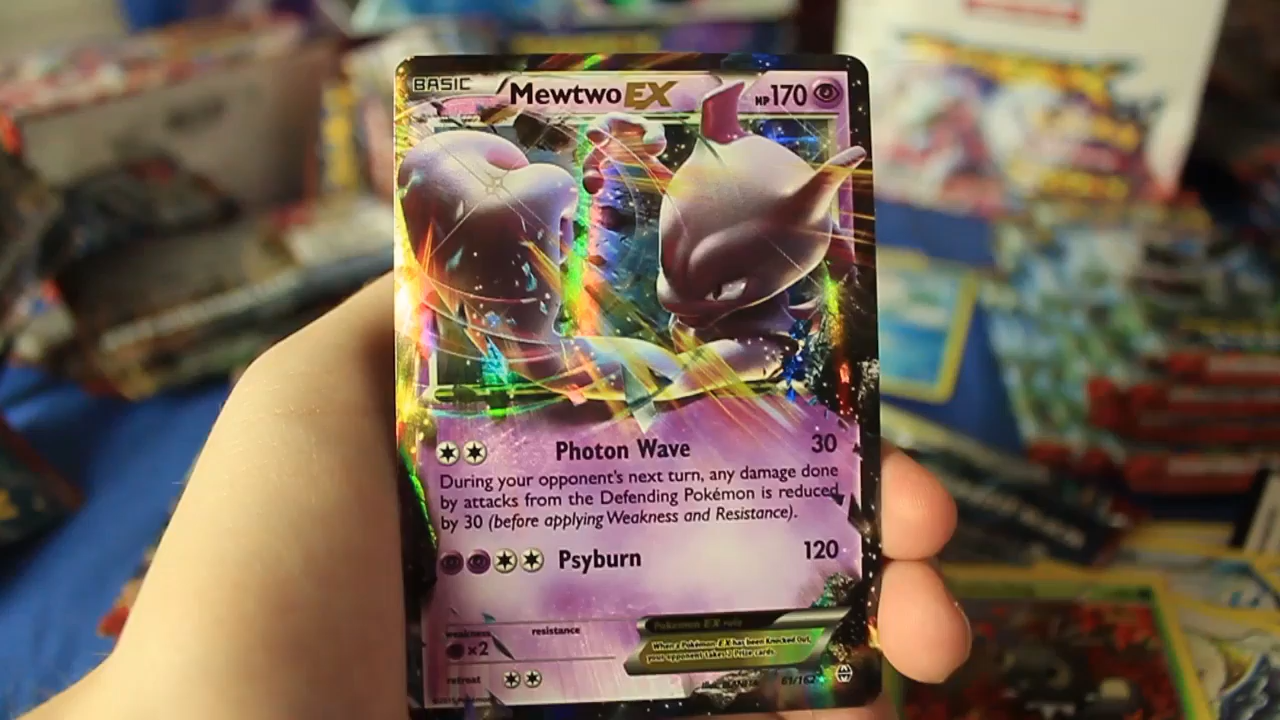 BASIC
Mewtwo EX
HP170
Photon Wave 30
During your opponent's next turn, any damage done
by attacks from the Defending Pokémon is reduced
by 30 (before applying Weakness and Resistance).
Psyburn 120
Pokémon EX rule
When a Pokémon EX has been Knocked Out,
your opponent takes 2 Prize cards.
weakness
resistance
×2
retreat
61/162